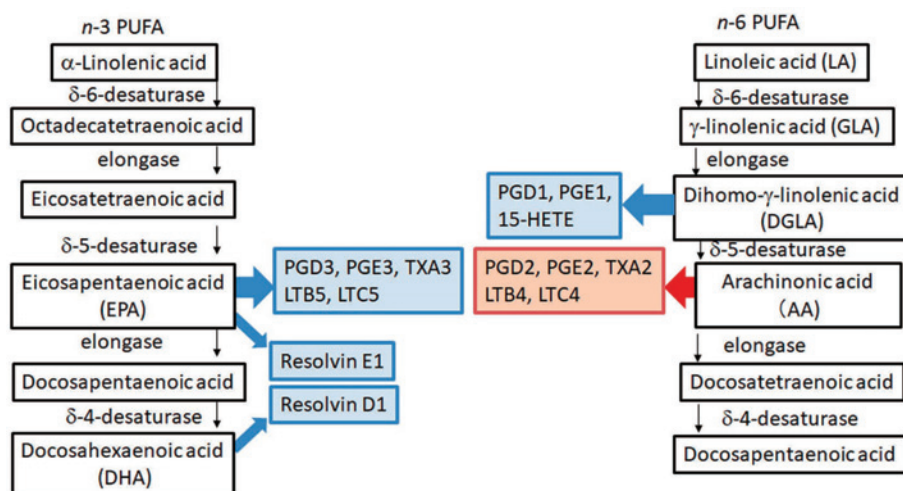 n-3 PUFA
α-Linolenic acid
δ-6-desaturase
Octadecatetraenoic acid
elongase
Eicosatetraenoic acid
δ-5-desaturase
Eicosapentaenoic acid
(EPA)
elongase
Docosapentaenoic acid
δ-4-desaturase
Docosahexaenoic acid
(DHA)
PGD3, PGE3, TXA3
LTB5, LTC5
Resolvin E1
Resolvin D1
n-6 PUFA
Linoleic acid (LA)
δ-6-desaturase
γ-linolenic acid (GLA)
elongase
Dihomo-γ-linolenic acid
(DGLA)
PGD1, PGE1,
15-HETE
δ-5-desaturase
Arachinonic acid
(AA)
PGD2, PGE2, TXA2
LTB4, LTC4
elongase
Docosatetraenoic acid
δ-4-desaturase
Docosapentaenoic acid